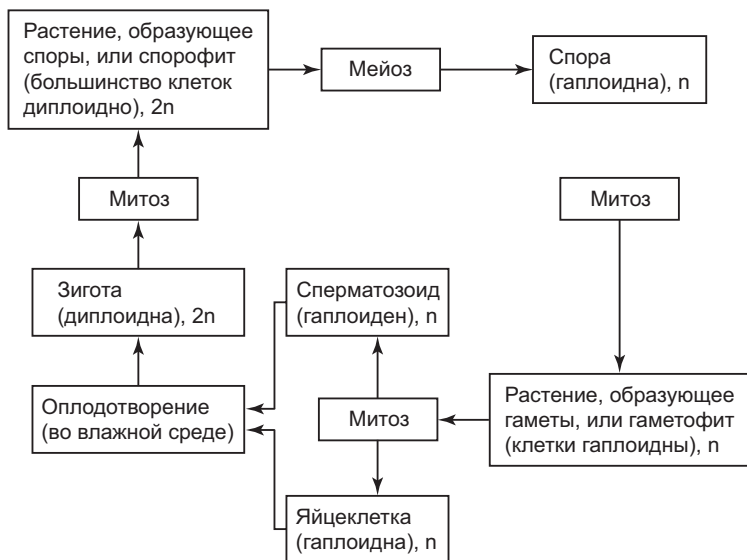 Растение, образующее
споры, или спорофит
(большинство клеток
диплоидно), 2n
Мейоз
Спора
(гаплоидна), n
Митоз
Митоз
Зигота
(диплоидна), 2n
Сперматозоид
(гаплоиден), n
Оплодотворение
(во влажной среде)
Митоз
Растение, образующее
гаметы, или гаметофит
(клетки гаплоидны), n
Яйцеклетка
(гаплоидна), n